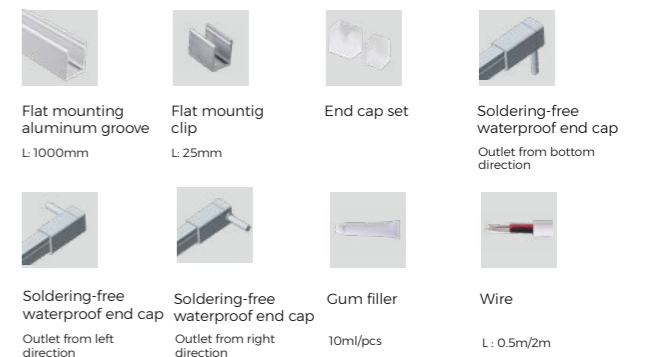 Flat mounting
aluminum groove
L: 1000mm
Flat mountig
clip
L: 25mm
End cap set
Soldering-free
waterproof end cap
Outlet from bottom
direction
Soldering-free
waterproof end cap
Outlet from left
direction
Soldering-free
waterproof end cap
Outlet from right
direction
Gum filler
10ml/pcs
Wire
L : 0.5m/2m